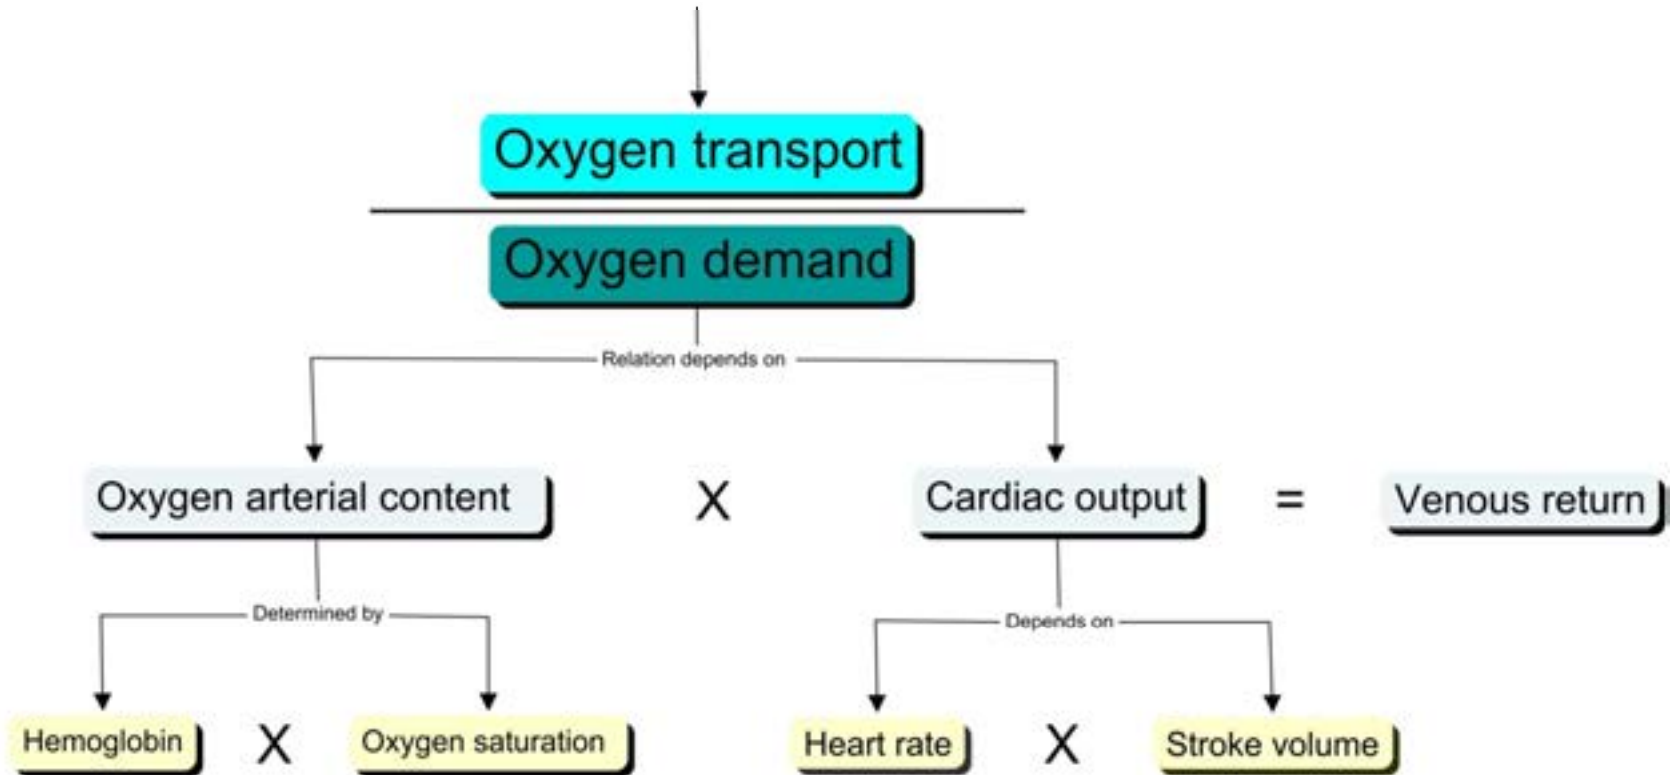 Oxygen transport
Oxygen demand
Relation depends on
Oxygen arterial content X Cardiac output = Venous return
Determined by
Depends on
Hemoglobin X Oxygen saturation
Heart rate X Stroke volume